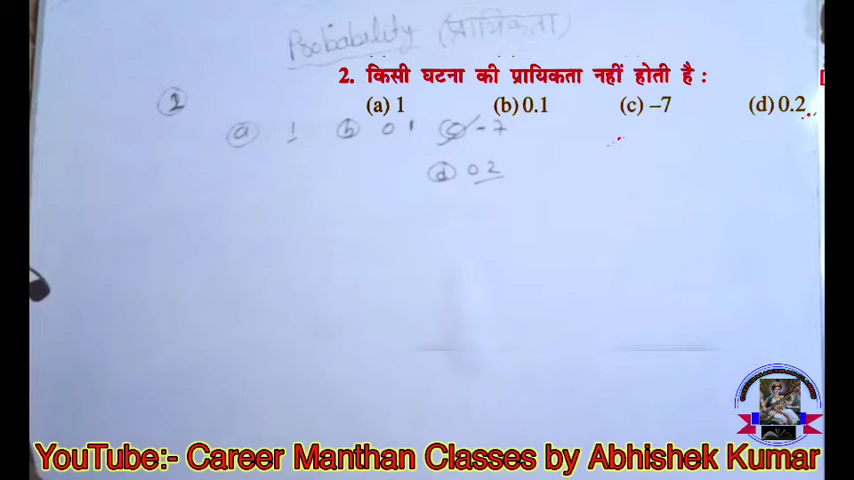 Probability (प्रायिकता)
2. किसी घटना की प्रायिकता नहीं होती है :
(a) 1 (b) 0.1 (c) –7 (d) 0.2
2
a 1 b 0 1 c - 7
d 0 2
YouTube:- Career Manthan Classes by Abhishek Kumar